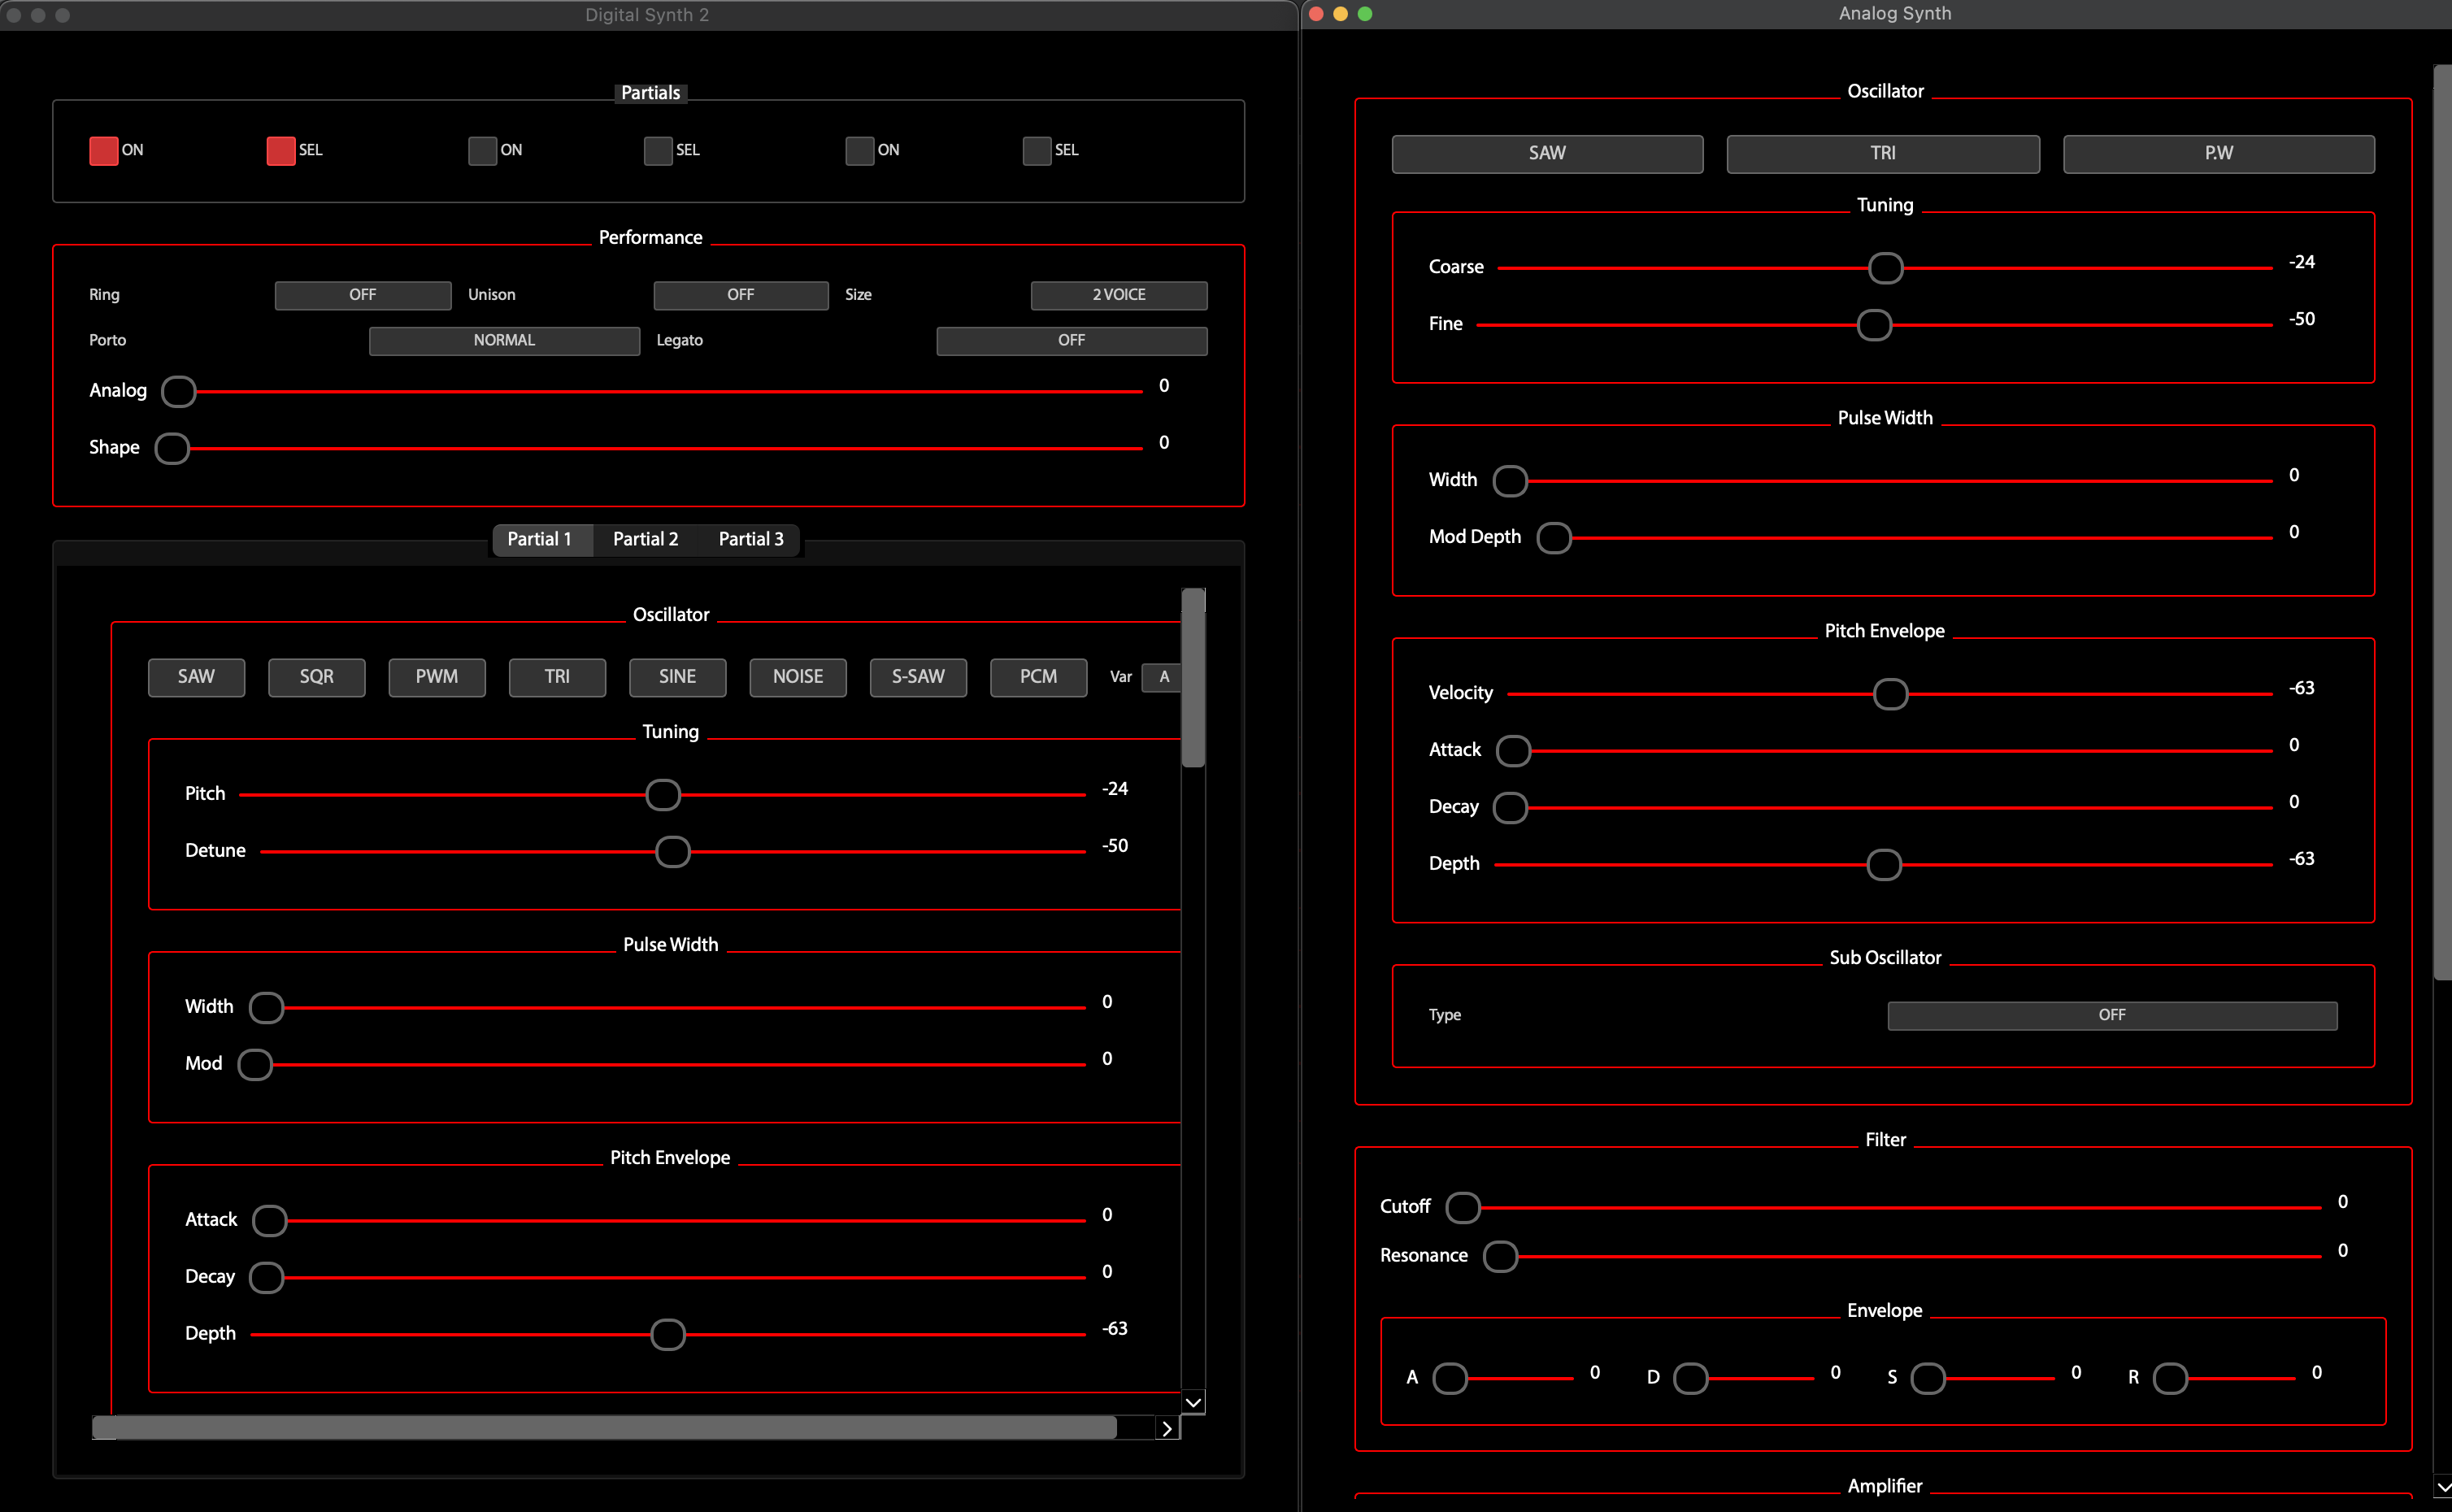 Digital Synth 2
Partials
ON SEL ON SEL ON SEL
Performance
Ring OFF Unison OFF Size 2 VOICE
Porto NORMAL Legato OFF
Analog 0
Shape 0
Partial 1 Partial 2 Partial 3
Oscillator
SAW SQR PWM TRI SINE NOISE S-SAW PCM Var A
Tuning
Pitch -24
Detune -50
Pulse Width
Width 0
Mod 0
Pitch Envelope
Attack 0
Decay 0
Depth -63
Analog Synth
Oscillator
SAW TRI P.W
Tuning
Coarse -24
Fine -50
Pulse Width
Width 0
Mod Depth 0
Pitch Envelope
Velocity -63
Attack 0
Decay 0
Depth -63
Sub Oscillator
Type OFF
Filter
Cutoff 0
Resonance 0
Envelope
A 0 D 0 S 0 R 0
Amplifier